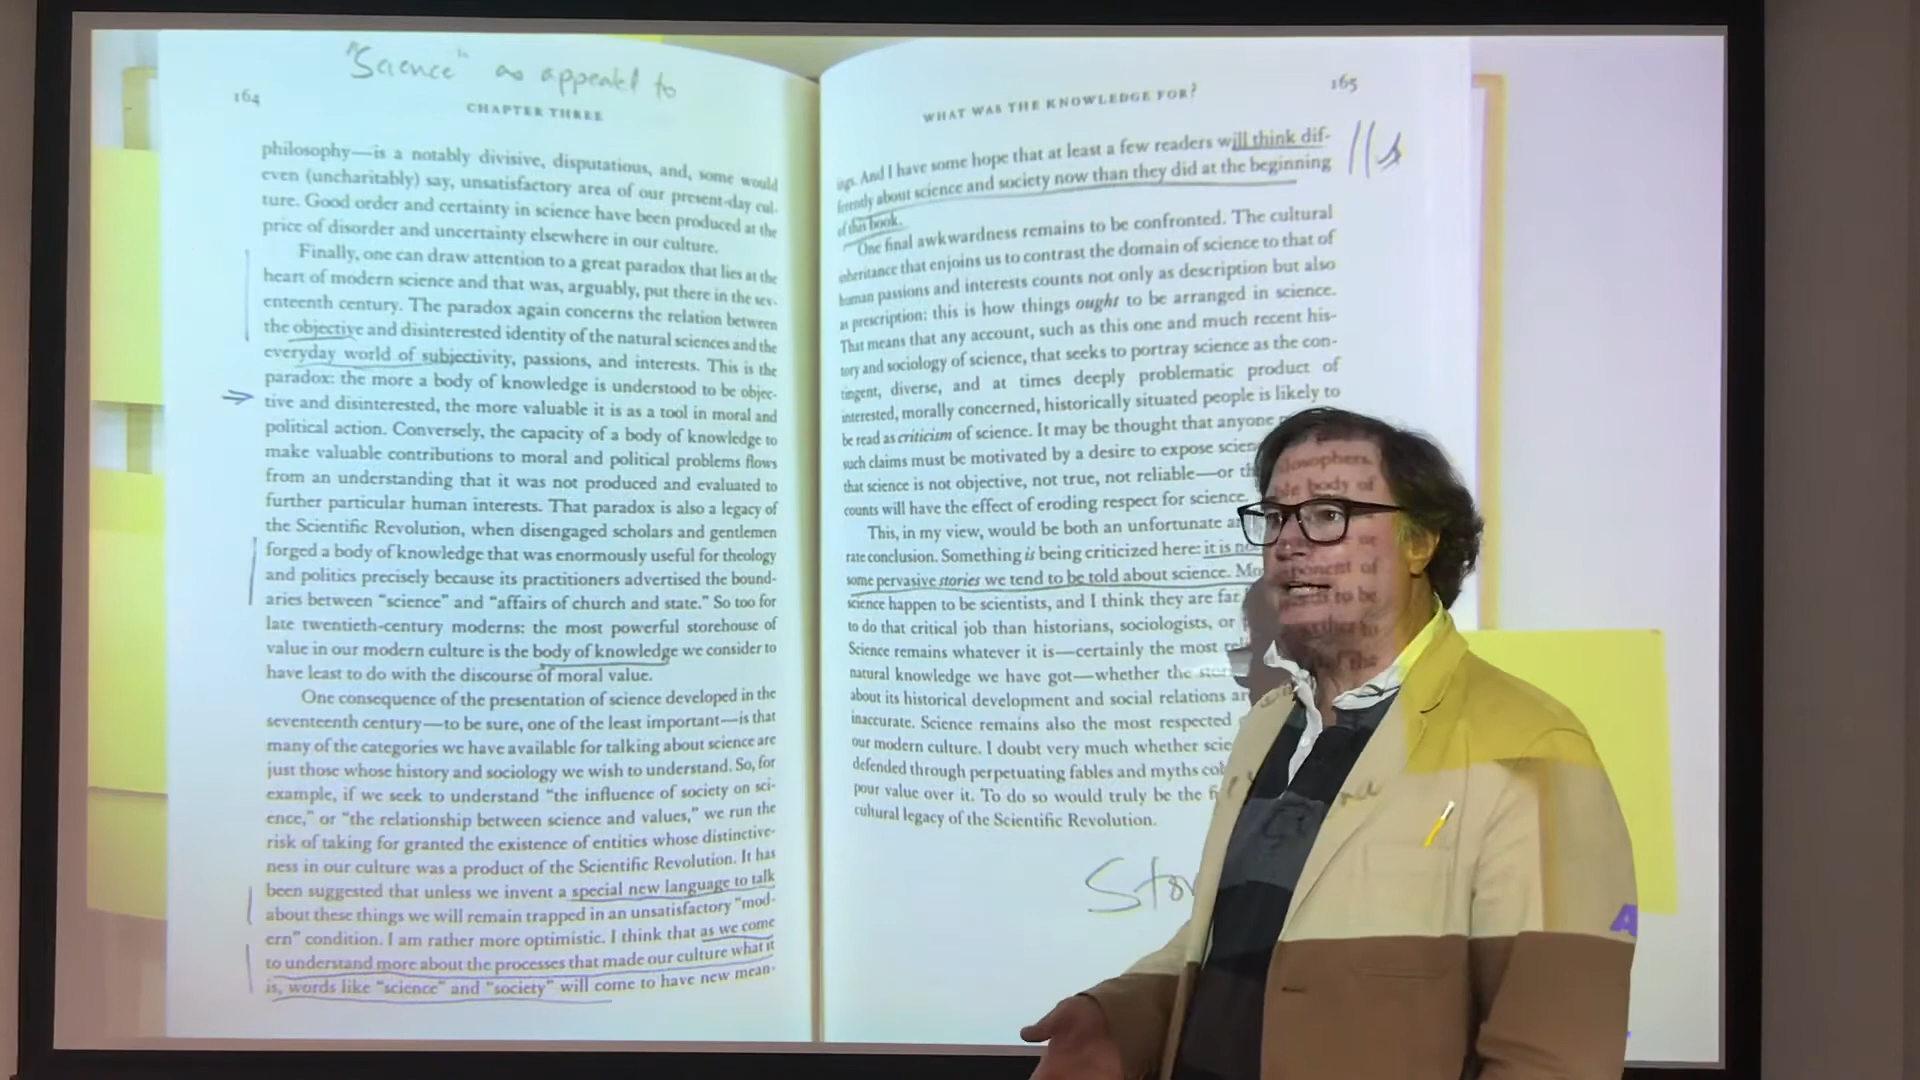 "Science" as appeal to
164
CHAPTER THREE
philosophy—is a notably divisive, disputatious, and, some would
even (uncharitably) say, unsatisfactory area of our present-day cul-
ture. Good order and certainty in science have been produced at the
price of disorder and uncertainty elsewhere in our culture.
Finally, one can draw attention to a great paradox that lies at the
heart of modern science and that was, arguably, put there in the sev-
enteenth century. The paradox again concerns the relation between
the objective and disinterested identity of the natural sciences and the
everyday world of subjectivity, passions, and interests. This is the
paradox: the more a body of knowledge is understood to be objec-
tive and disinterested, the more valuable it is as a tool in moral and
political action. Conversely, the capacity of a body of knowledge to
make valuable contributions to moral and political problems flows
from an understanding that it was not produced and evaluated to
further particular human interests. That paradox is also a legacy of
the Scientific Revolution, when disengaged scholars and gentlemen
forged a body of knowledge that was enormously useful for theology
and politics precisely because its practitioners advertised the bound-
aries between "science" and "affairs of church and state." So too for
late twentieth-century moderns: the most powerful storehouse of
value in our modern culture is the body of knowledge we consider to
have least to do with the discourse of moral value.
One consequence of the presentation of science developed in the
seventeenth century—to be sure, one of the least important—is that
many of the categories we have available for talking about science are
just those whose history and sociology we wish to understand. So, for
example, if we seek to understand "the influence of society on sci-
ence," or "the relationship between science and values," we run the
risk of taking for granted the existence of entities whose distinctive-
ness in our culture was a product of the Scientific Revolution. It has
been suggested that unless we invent a special new language to talk
about these things we will remain trapped in an unsatisfactory "mod-
ern" condition. I am rather more optimistic. I think that as we come
to understand more about the processes that made our culture what it
is, words like "science" and "society" will come to have new mean-
WHAT WAS THE KNOWLEDGE FOR?
165
ings. And I have some hope that at least a few readers will think dif-
ferently about science and society now than they did at the beginning
of this book.
One final awkwardness remains to be confronted. The cultural
inheritance that enjoins us to contrast the domain of science to that of
human passions and interests counts not only as description but also
as prescription: this is how things ought to be arranged in science.
That means that any account, such as this one and much recent his-
tory and sociology of science, that seeks to portray science as the con-
tingent, diverse, and at times deeply problematic product of
interested, morally concerned, historically situated people is likely to
be read as criticism of science. It may be thought that anyone
such claims must be motivated by a desire to expose
that science is not objective, not true, not reliable—or
counts will have the effect of eroding respect for science.
This, in my view, would be both an unfortunate
rate conclusion. Something is being criticized here: it is
some pervasive stories we tend to be told about science.
science happen to be scientists, and I think they are far
to do that critical job than historians, sociologists, or philosophers.
Science remains whatever it is—certainly the most body of
natural knowledge we have got—whether the
about its historical development and social relations
inaccurate. Science remains also the most respected
our modern culture. I doubt very much whether
defended through perpetuating fables and myths
pour value over it. To do so would truly be the
cultural legacy of the Scientific Revolution.